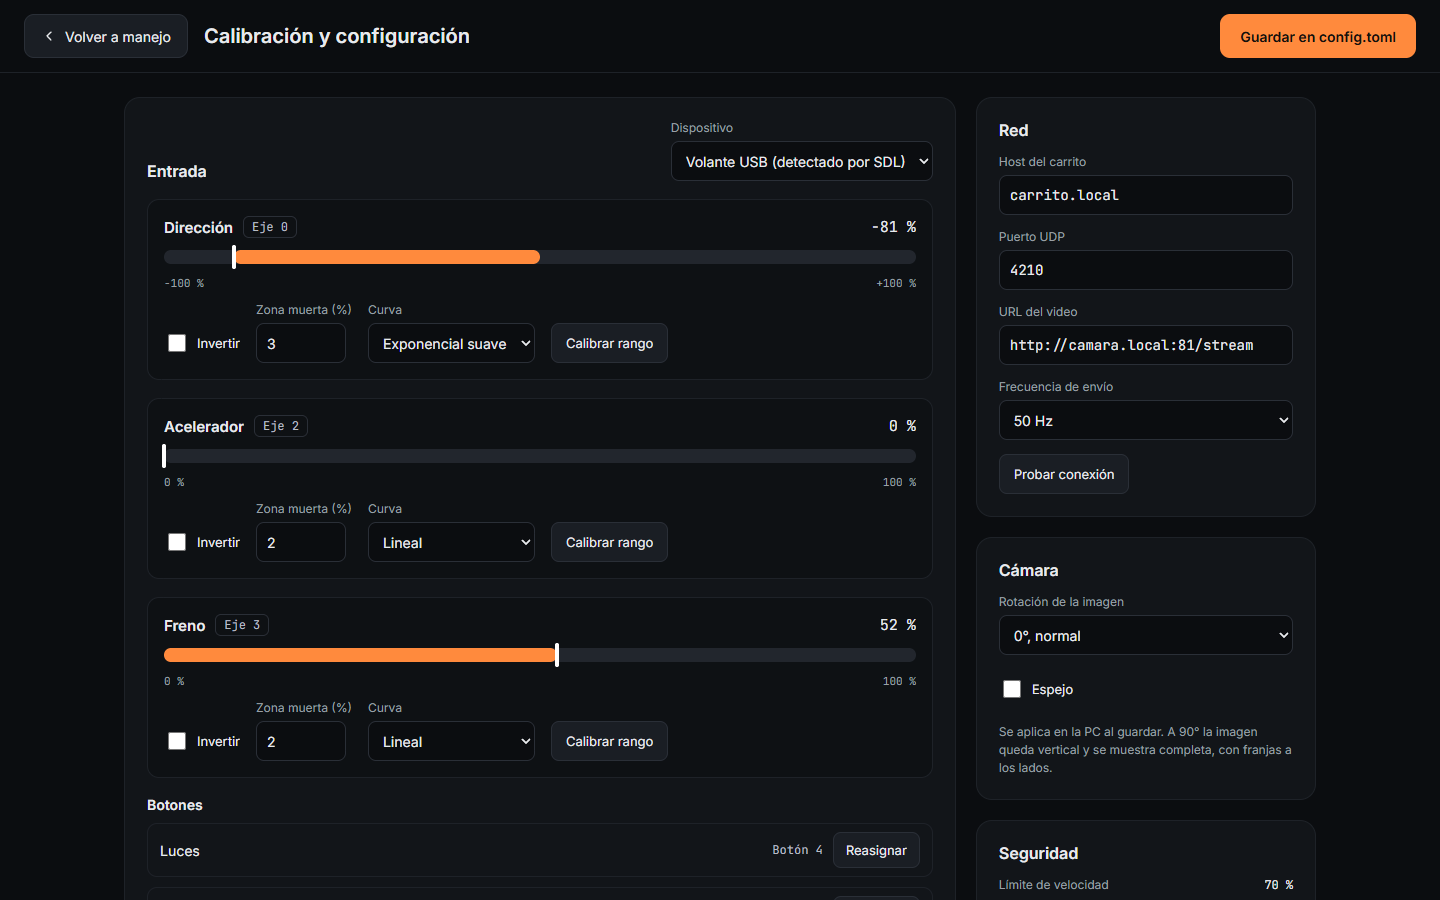 Volver a manejo
Calibración y configuración
Guardar en config.toml
Entrada
Dispositivo
Volante USB (detectado por SDL)
Dirección
Eje 0
-81 %
-100 %
+100 %
Invertir
Zona muerta (%)
3
Curva
Exponencial suave
Calibrar rango
Acelerador
Eje 2
0 %
0 %
100 %
Invertir
Zona muerta (%)
2
Curva
Lineal
Calibrar rango
Freno
Eje 3
52 %
0 %
100 %
Invertir
Zona muerta (%)
2
Curva
Lineal
Calibrar rango
Botones
Luces
Botón 4
Reasignar
Red
Host del carrito
carrito.local
Puerto UDP
4210
URL del video
http://camara.local:81/stream
Frecuencia de envío
50 Hz
Probar conexión
Cámara
Rotación de la imagen
0°, normal
Espejo
Se aplica en la PC al guardar. A 90° la imagen
queda vertical y se muestra completa, con franjas a
los lados.
Seguridad
Límite de velocidad
70 %